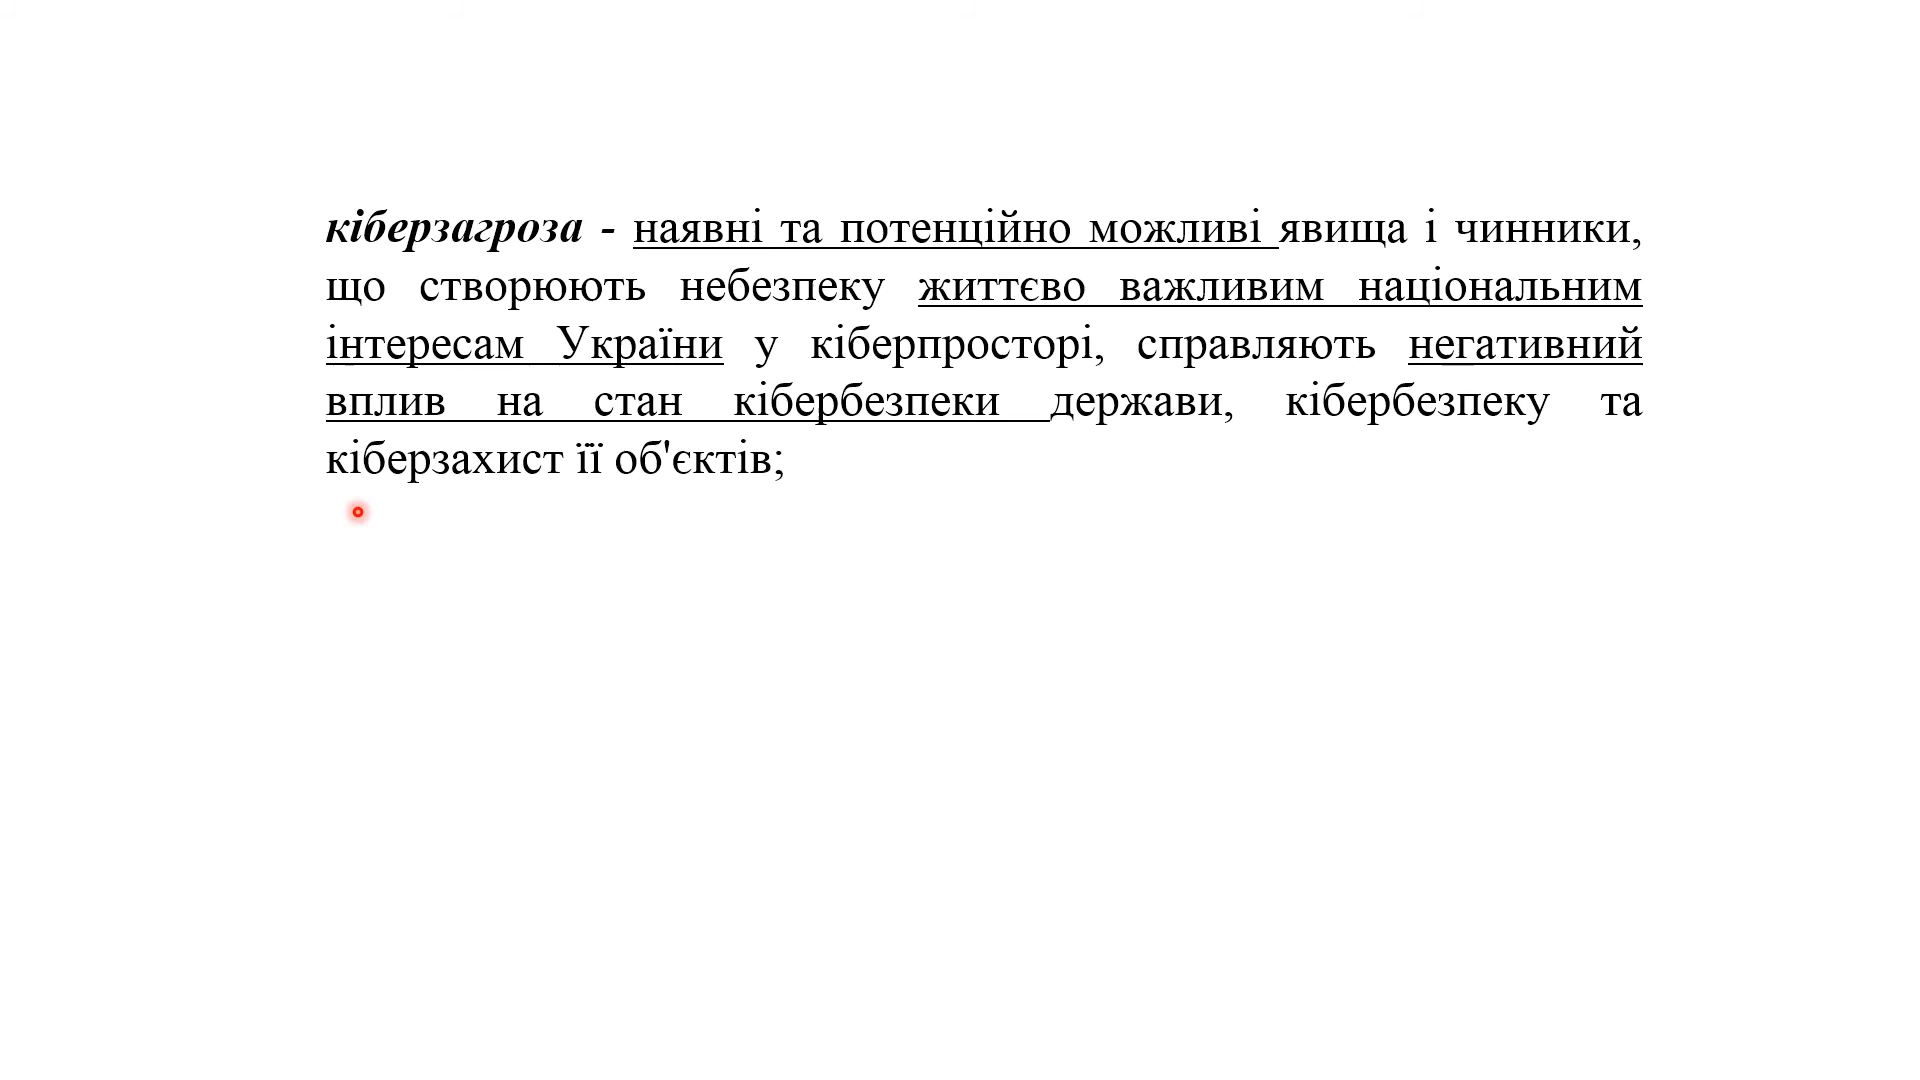 кіберзагроза - наявні та потенційно можливі явища і чинники,
що створюють небезпеку життєво важливим національним
інтересам України у кіберпросторі, справляють негативний
вплив на стан кібербезпеки держави, кібербезпеку та
кіберзахист її об'єктів;